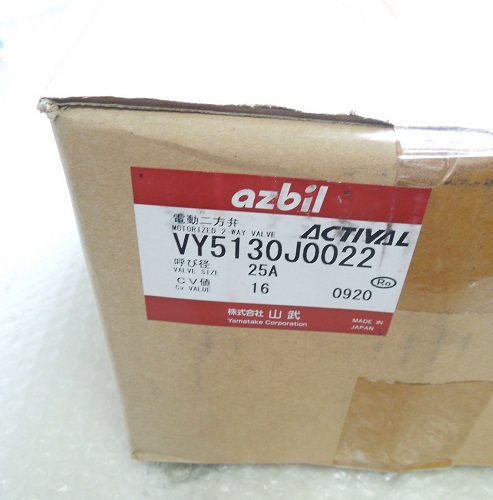 azbil
電動二方弁
MOTORIZED 2-WAY VALVE ACTIVAL
VY5130J0022
呼び径
VALVE SIZE 25A
CV値
Cv VALUE 16 0920 Ro
株式会社 山武
Yamatake Corporation
MADE IN
JAPAN